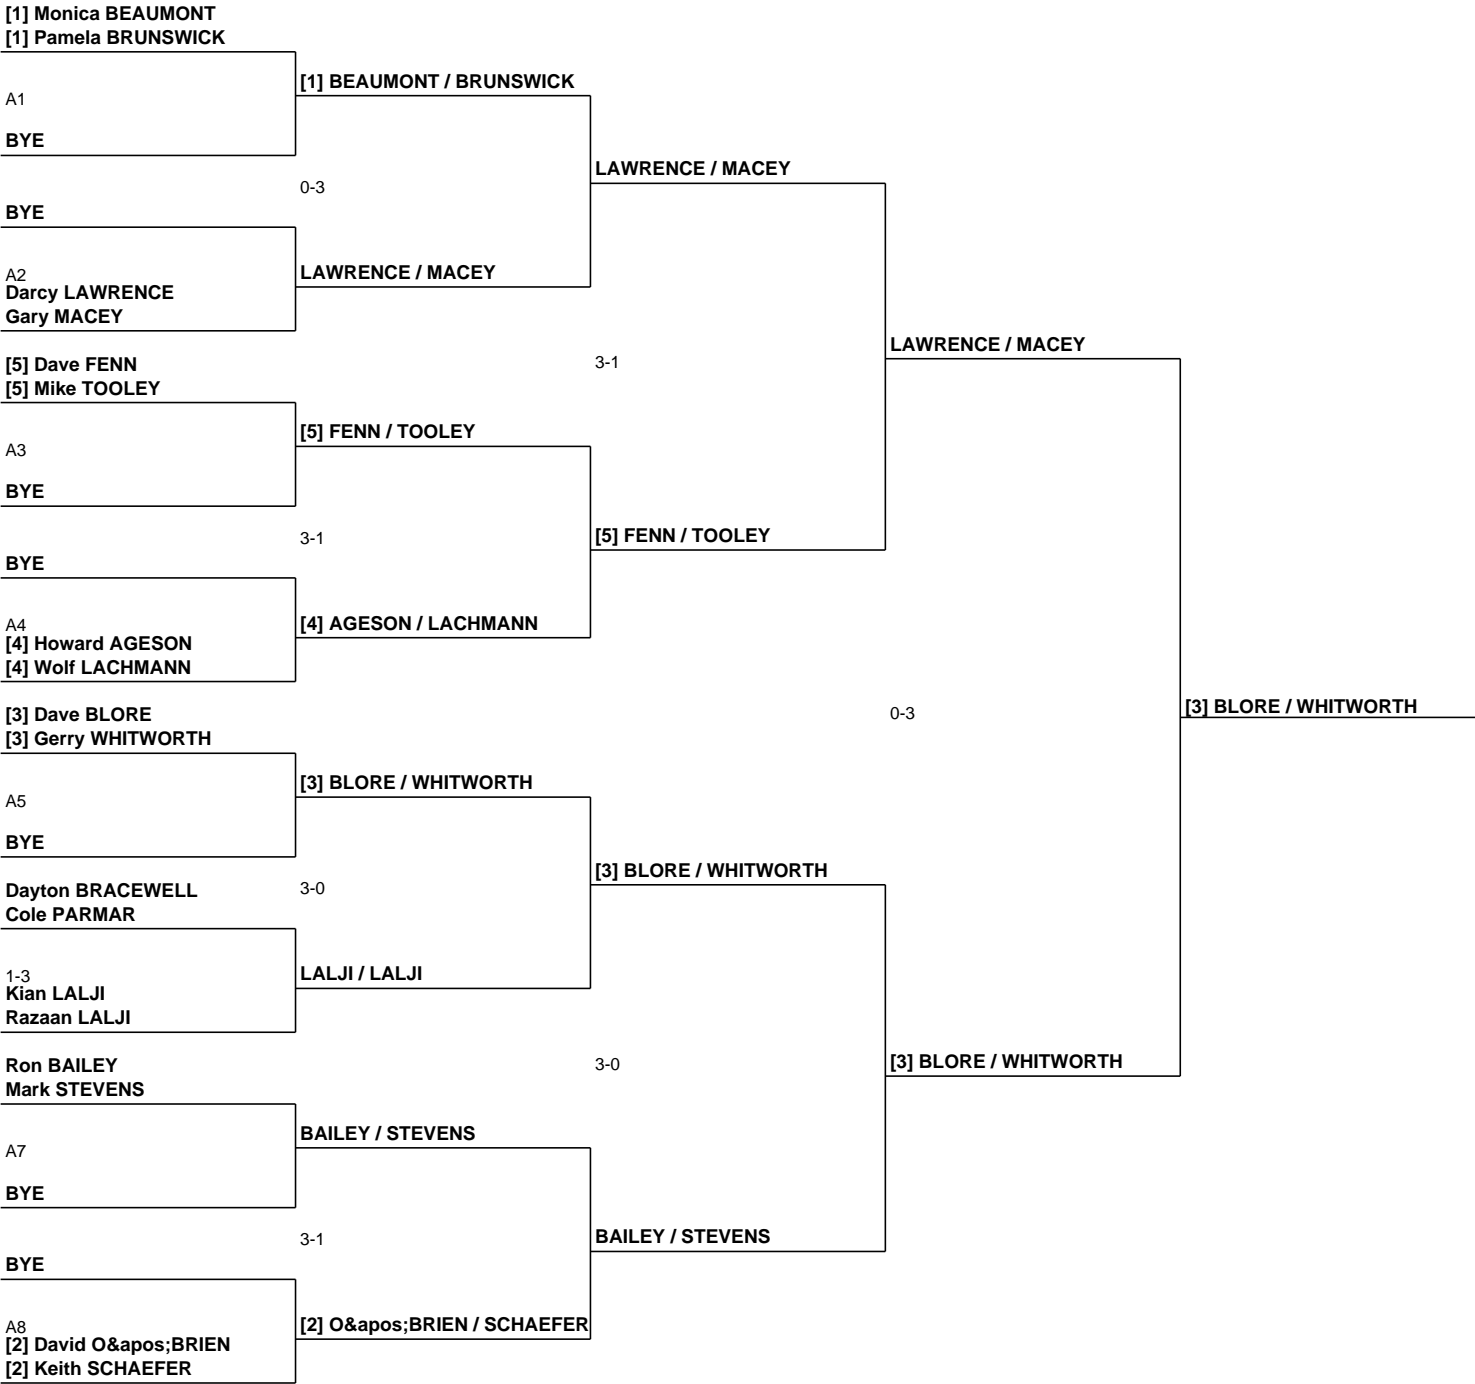 [1] Monica BEAUMONT
[1] Pamela BRUNSWICK
[1] BEAUMONT / BRUNSWICK
A1
BYE
LAWRENCE / MACEY
0-3
BYE
A2
LAWRENCE / MACEY
Darcy LAWRENCE
Gary MACEY
LAWRENCE / MACEY
[5] Dave FENN
3-1
[5] Mike TOOLEY
[5] FENN / TOOLEY
A3
BYE
3-1
[5] FENN / TOOLEY
BYE
A4
[4] AGESON / LACHMANN
[4] Howard AGESON
[4] Wolf LACHMANN
[3] BLORE / WHITWORTH
0-3
[3] Dave BLORE
[3] Gerry WHITWORTH
[3] BLORE / WHITWORTH
A5
BYE
[3] BLORE / WHITWORTH
Dayton BRACEWELL
3-0
Cole PARMAR
1-3
LALJI / LALJI
Kian LALJI
Razaan LALJI
Ron BAILEY
3-0
[3] BLORE / WHITWORTH
Mark STEVENS
BAILEY / STEVENS
A7
BYE
3-1
BAILEY / STEVENS
BYE
A8
[2] O&apos;BRIEN / SCHAEFER
[2] David O&apos;BRIEN
[2] Keith SCHAEFER